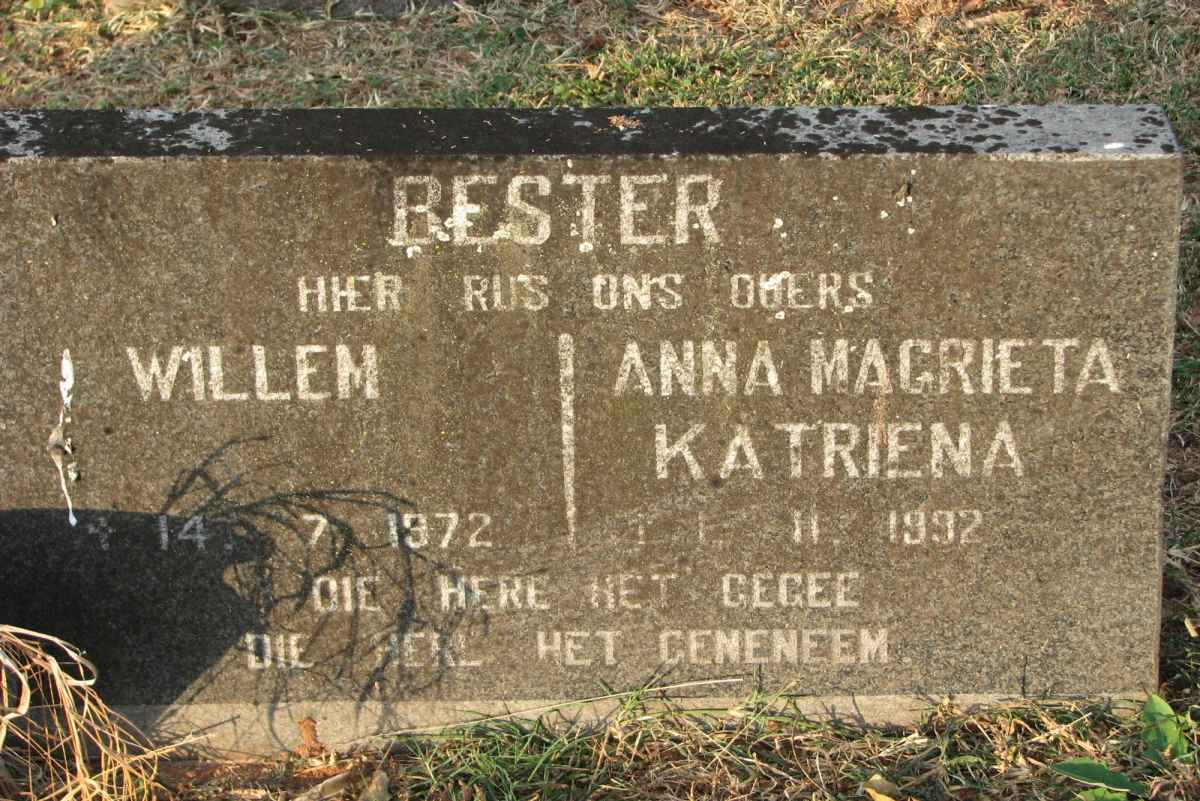 BESTER
HIER RUS ONS OUERS
WILLEM
ANNA MAGRIETA
KATRIENA
14. 7. 1972
11. 1992
DIE HERE HET GEGEE
DIE HERE HET GENENEEM.